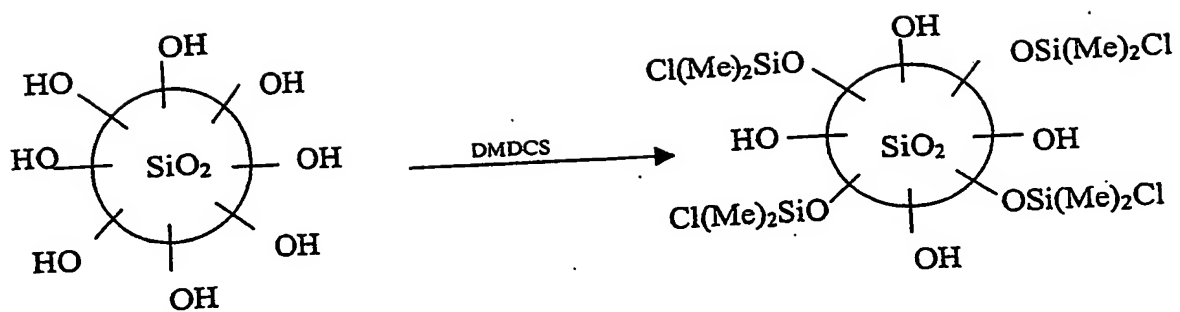 OH
HO
OH
HO
SiO₂
OH
HO
OH
OH
DMDCS
OH
OSi(Me)₂Cl
Cl(Me)₂SiO
HO
SiO₂
OH
Cl(Me)₂SiO
OSi(Me)₂Cl
OH